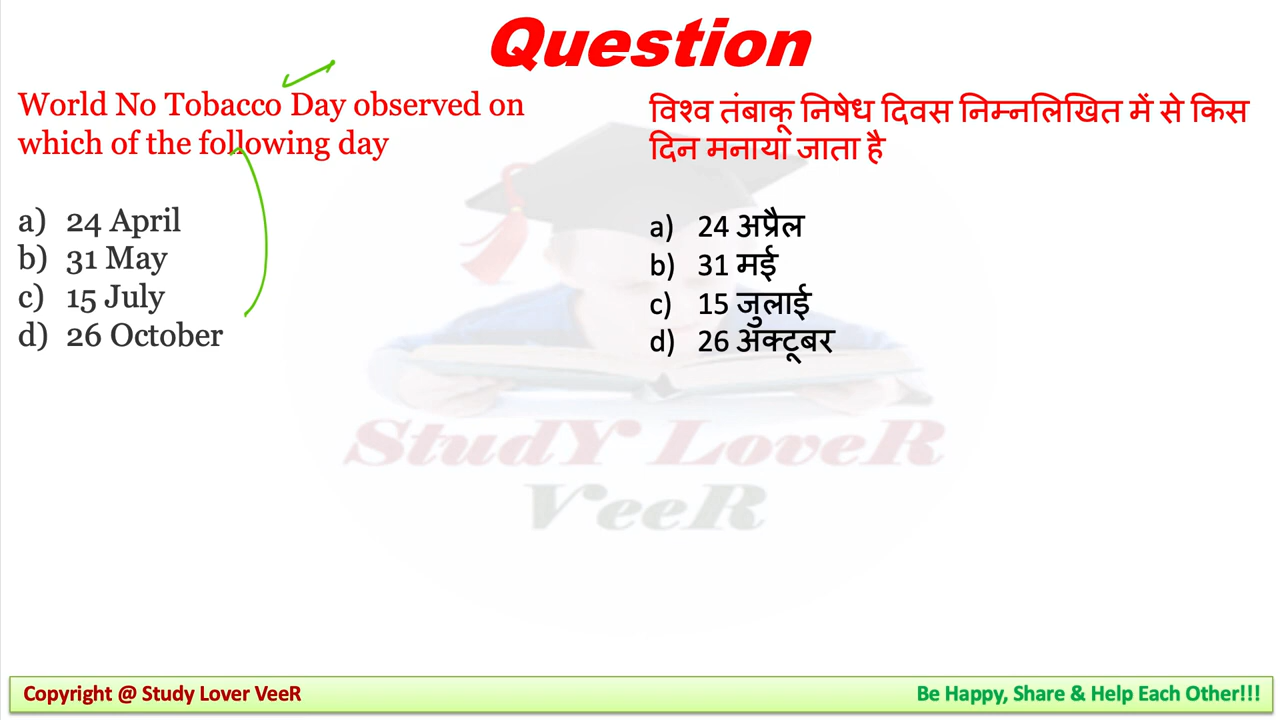 Question
World No Tobacco Day observed on
which of the following day
a) 24 April
b) 31 May
c) 15 July
d) 26 October
विश्व तंबाकू निषेध दिवस निम्नलिखित में से किस
दिन मनाया जाता है
a) 24 अप्रैल
b) 31 मई
c) 15 जुलाई
d) 26 अक्टूबर
StudY LoveR
VeeR
Copyright @ Study Lover VeeR
Be Happy, Share & Help Each Other!!!